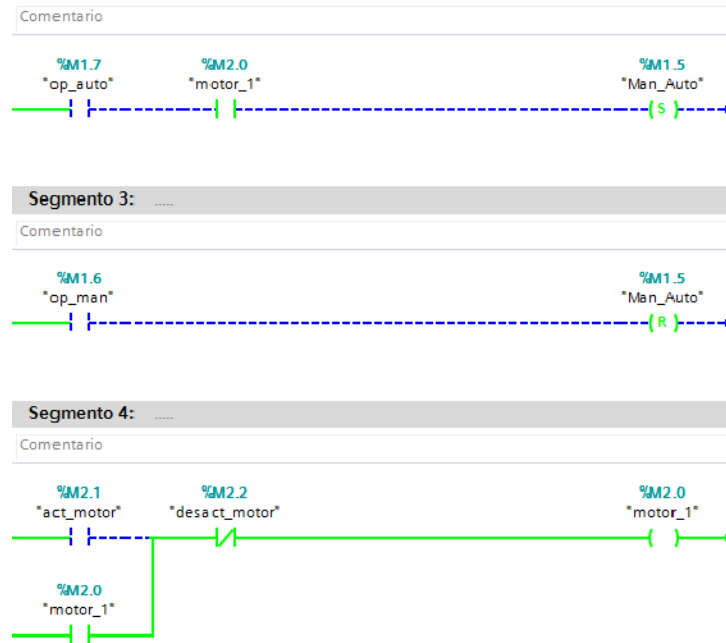 Comentario
%M1.7 %M2.0 %M1.5
"op_auto" "motor_1" "Man_Auto"
S
Segmento 3: .....
Comentario
%M1.6 %M1.5
"op_man" "Man_Auto"
R
Segmento 4: .....
Comentario
%M2.1 %M2.2 %M2.0
"act_motor" "desact_motor" "motor_1"
%M2.0
"motor_1"